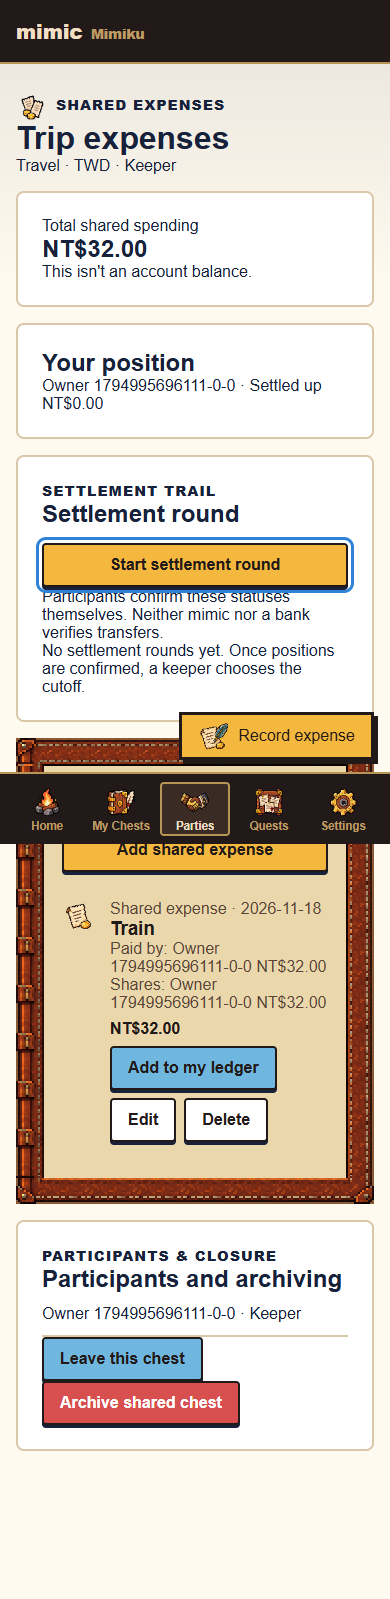 mimic Mimiku
SHARED EXPENSES
Trip expenses
Travel · TWD · Keeper
Total shared spending
NT$32.00
This isn't an account balance.
Your position
Owner 1794995696111-0-0 · Settled up
NT$0.00
SETTLEMENT TRAIL
Settlement round
Start settlement round
Participants confirm these statuses
themselves. Neither mimic nor a bank
verifies transfers.
No settlement rounds yet. Once positions
are confirmed, a keeper chooses the
cutoff.
Record expense
Home
My Chests
Parties
Quests
Settings
Add shared expense
Shared expense · 2026-11-18
Train
Paid by: Owner
1794995696111-0-0 NT$32.00
Shares: Owner
1794995696111-0-0 NT$32.00
NT$32.00
Add to my ledger
Edit
Delete
PARTICIPANTS & CLOSURE
Participants and archiving
Owner 1794995696111-0-0 · Keeper
Leave this chest
Archive shared chest